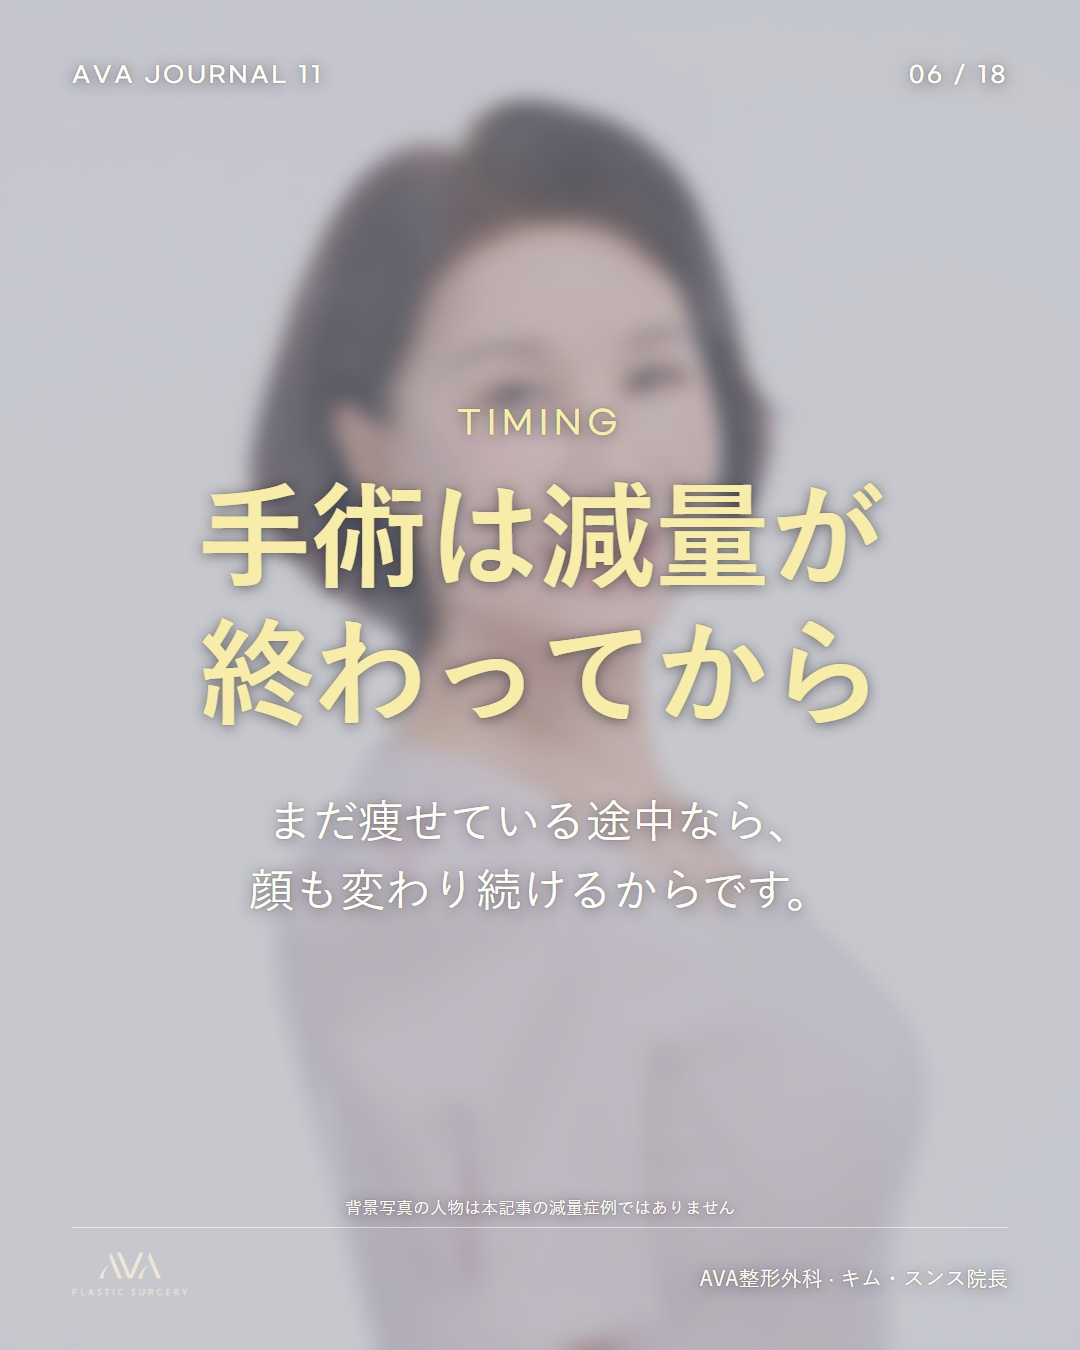 AVA JOURNAL 11
06 / 18
TIMING
手術は減量が
終わってから
まだ痩せている途中なら、
顔も変わり続けるからです。
背景写真の人物は本記事の減量症例ではありません
AVA
PLASTIC SURGERY
AVA整形外科 · キム・スンス院長